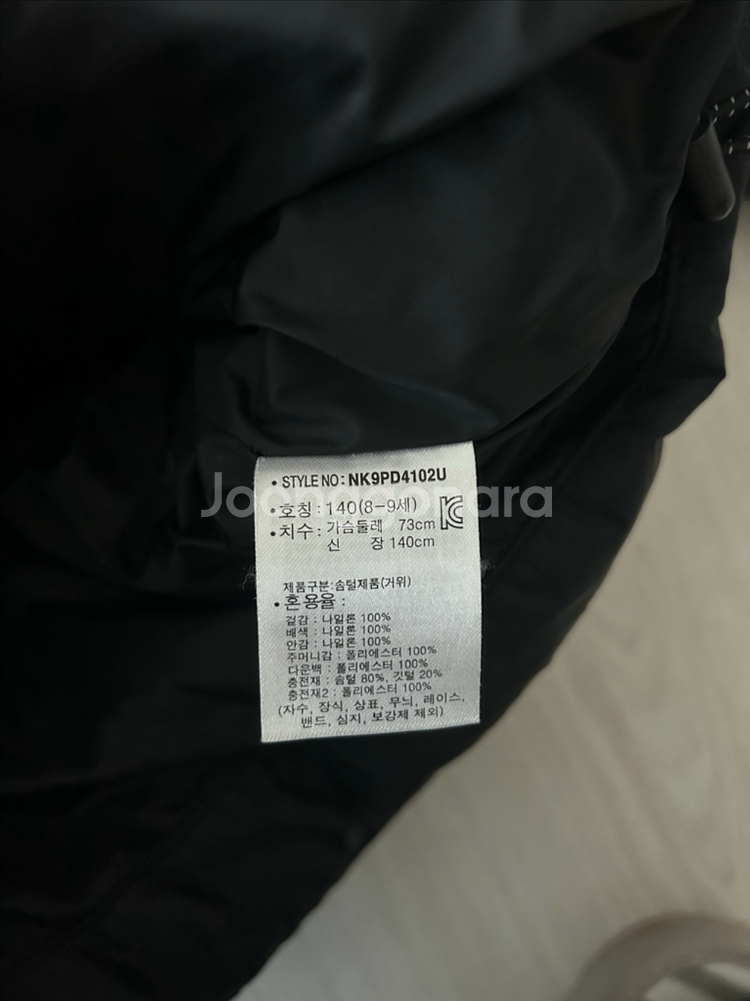 • STYLE NO: NK9PD4102U
• 호칭: 140(8-9세)
• 치수: 가슴둘레 73cm
신 장 140cm
Joongonara
제품구분:솜털제품(거위)
• 혼용율 :
겉감 : 나일론 100%
배색 : 나일론 100%
안감 : 나일론 100%
주머니감 : 폴리에스터 100%
다운백 : 폴리에스터 100%
충전재 : 솜털 80%, 깃털 20%
충전재2 : 폴리에스터 100%
(자수, 장식, 상표, 무늬, 레이스,
밴드, 심지, 보강제 제외)